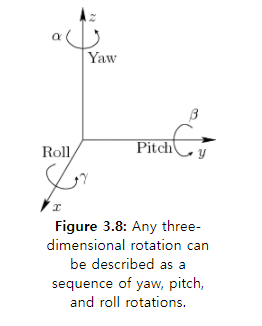 z
α
Yaw
β
Roll
Pitch
y
γ
x
Figure 3.8: Any three-
dimensional rotation can
be described as a
sequence of yaw, pitch,
and roll rotations.